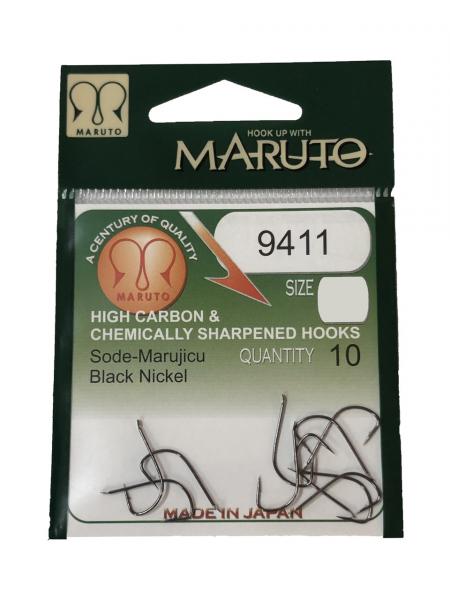 MARUTO
HOOK UP WITH
MARUTO
A CENTURY OF QUALITY
MARUTO
9411
SIZE
HIGH CARBON &
CHEMICALLY SHARPENED HOOKS
Sode-Marujicu
Black Nickel
QUANTITY 10
MADE IN JAPAN